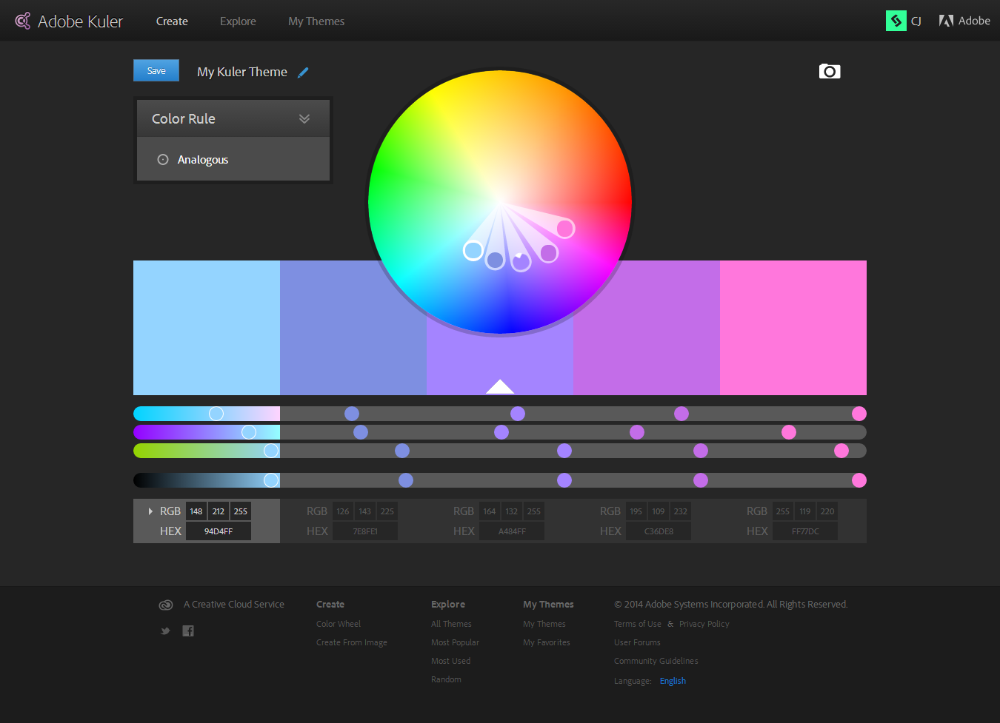 Adobe Kuler Create Explore My Themes CJ Adobe
Save My Kuler Theme
Color Rule
Analogous
RGB 148 212 255 RGB 126 143 225 RGB 164 132 255 RGB 195 109 232 RGB 255 119 220
HEX 94D4FF HEX 7E8FE1 HEX A484FF HEX C36DE8 HEX FF77DC
A Creative Cloud Service Create Explore My Themes © 2014 Adobe Systems Incorporated. All Rights Reserved.
Color Wheel All Themes My Themes Terms of Use & Privacy Policy
Create From Image Most Popular My Favorites User Forums
Most Used Community Guidelines
Random Language: English